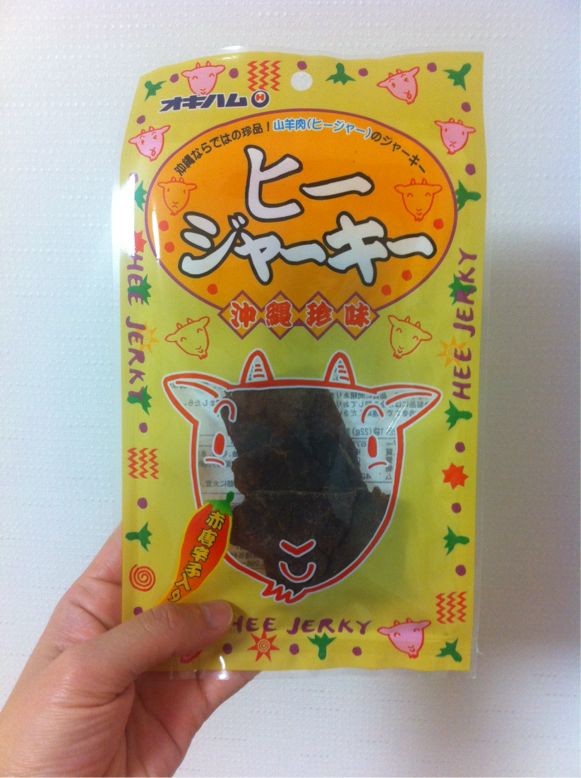 オキハム
沖縄ならではの珍品！山羊肉(ヒージャー)のジャーキー
ヒー
ジャーキー
沖縄珍味
HEE JERKY
HEE JERKY
(22g)
赤唐辛子入り
HEE JERKY